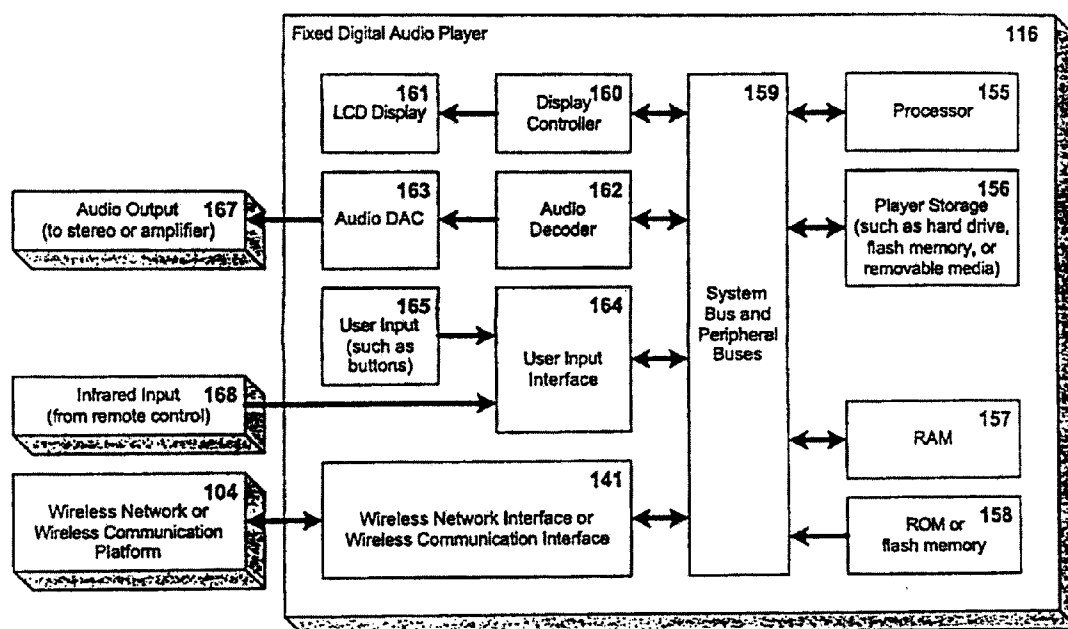 Fixed Digital Audio Player
116
161
LCD Display
160
Display
Controller
159
System
Bus and
Peripheral
Buses
155
Processor
167
Audio Output
(to stereo or amplifier)
163
Audio DAC
162
Audio
Decoder
156
Player Storage
(such as hard drive,
flash memory, or
removable media)
165
User Input
(such as
buttons)
164
User Input
Interface
168
Infrared Input
(from remote control)
157
RAM
104
Wireless Network or
Wireless Communication
Platform
141
Wireless Network Interface or
Wireless Communication Interface
158
ROM or
flash memory